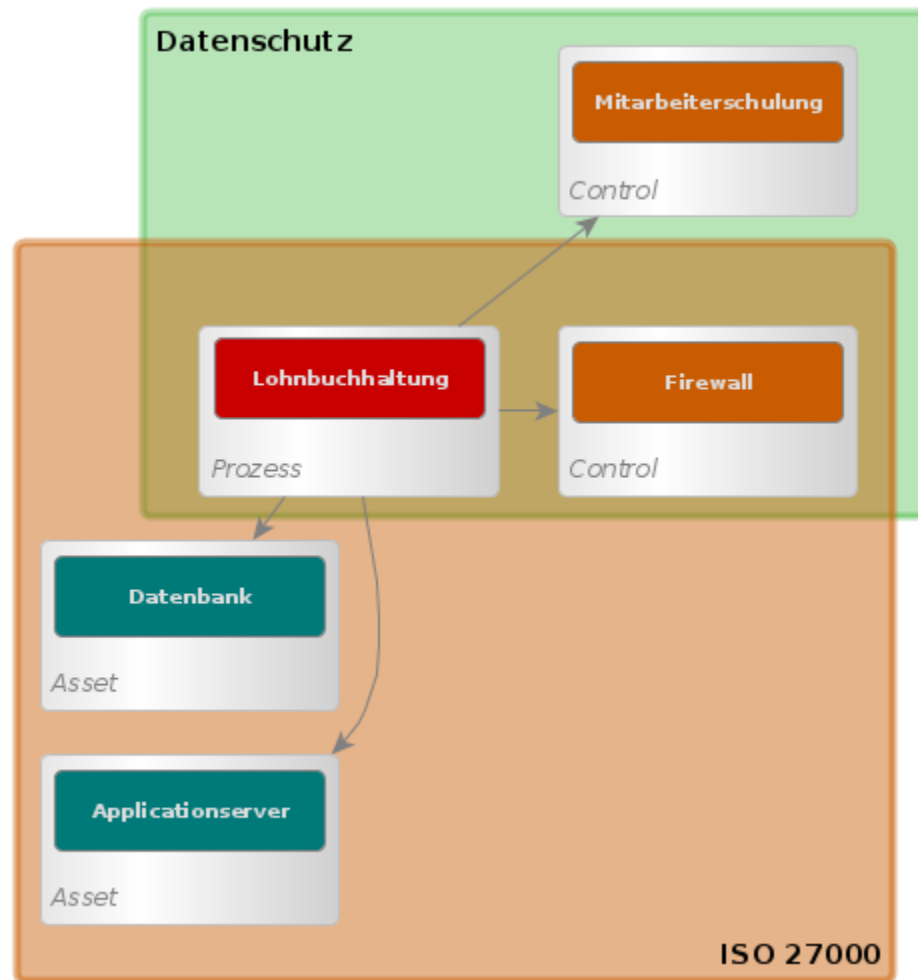 Datenschutz
Mitarbeiterschulung
Control
Lohnbuchhaltung
Prozess
Firewall
Control
Datenbank
Asset
Applicationserver
Asset
ISO 27000